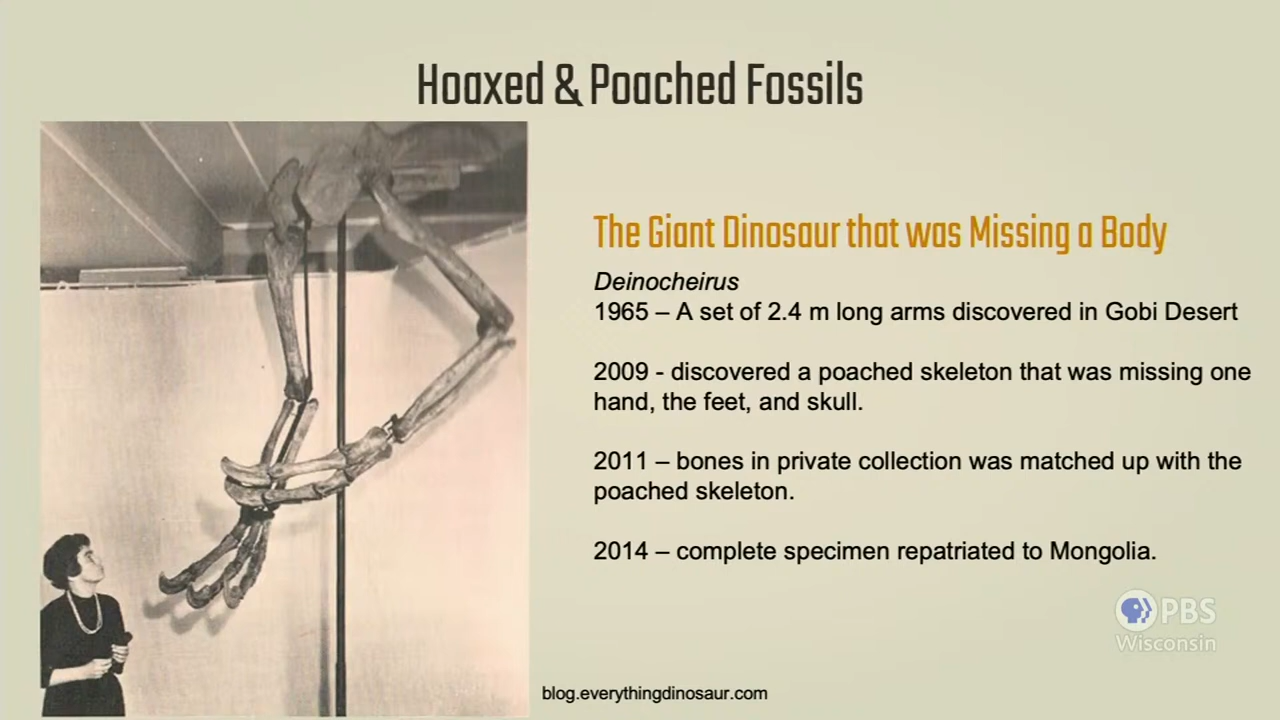 Hoaxed & Poached Fossils
The Giant Dinosaur that was Missing a Body
Deinocheirus
1965 – A set of 2.4 m long arms discovered in Gobi Desert
2009 - discovered a poached skeleton that was missing one
hand, the feet, and skull.
2011 – bones in private collection was matched up with the
poached skeleton.
2014 – complete specimen repatriated to Mongolia.
PBS
Wisconsin
blog.everythingdinosaur.com